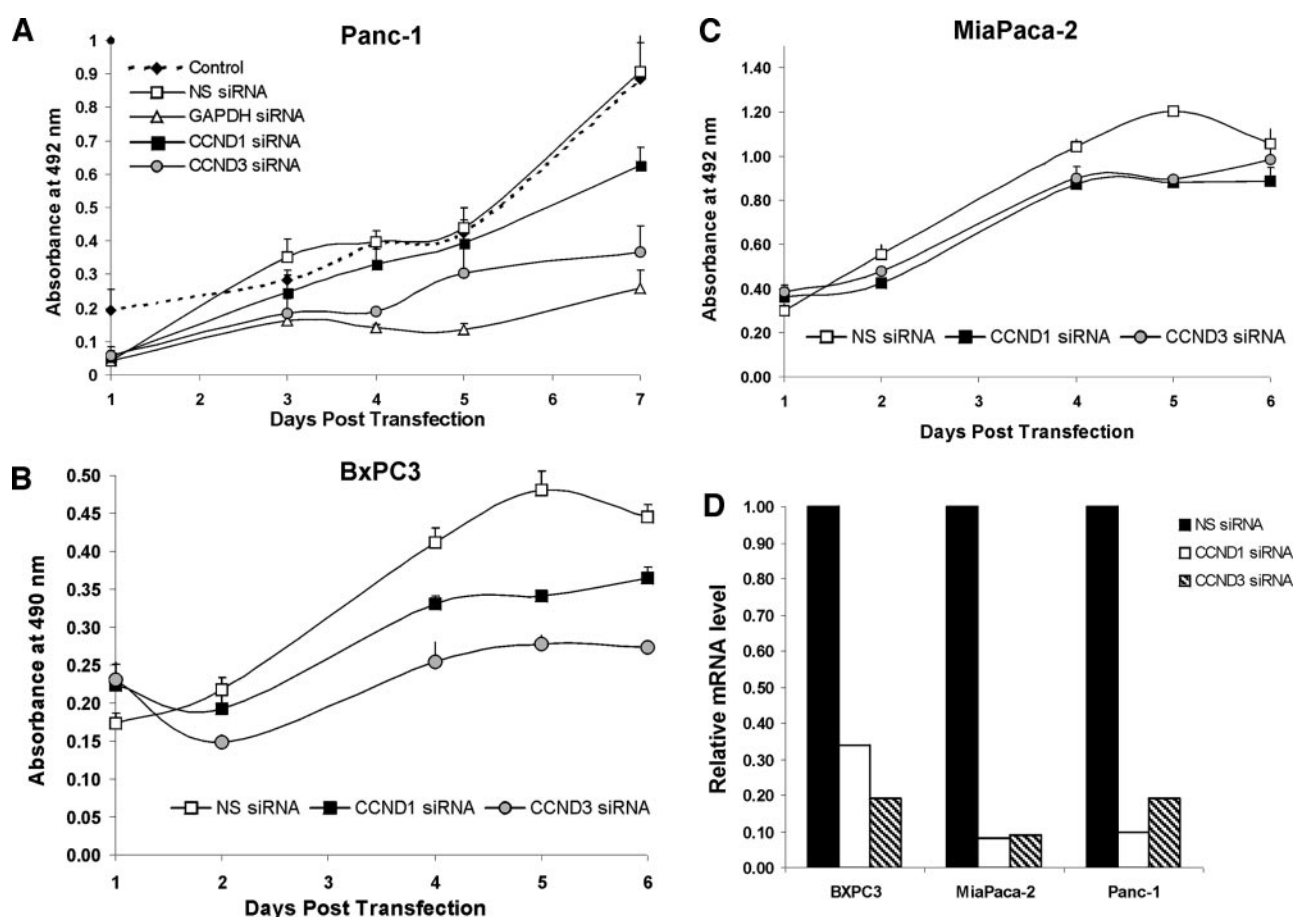 A
Panc-1
Absorbance at 492 nm
1
0.9
0.8
0.7
0.6
0.5
0.4
0.3
0.2
0.1
0
Control
NS siRNA
GAPDH siRNA
CCND1 siRNA
CCND3 siRNA
1 2 3 4 5 6 7
Days Post Transfection
B
BxPC3
Absorbance at 490 nm
0.50
0.45
0.40
0.35
0.30
0.25
0.20
0.15
0.10
0.05
0.00
NS siRNA CCND1 siRNA CCND3 siRNA
1 2 3 4 5 6
Days Post Transfection
C
MiaPaca-2
Absorbance at 492 nm
1.40
1.20
1.00
0.80
0.60
0.40
0.20
0.00
NS siRNA CCND1 siRNA CCND3 siRNA
1 2 3 4 5 6
Days Post Transfection
D
Relative mRNA level
1.00
0.90
0.80
0.70
0.60
0.50
0.40
0.30
0.20
0.10
0.00
NS siRNA
CCND1 siRNA
CCND3 siRNA
BXPC3 MiaPaca-2 Panc-1